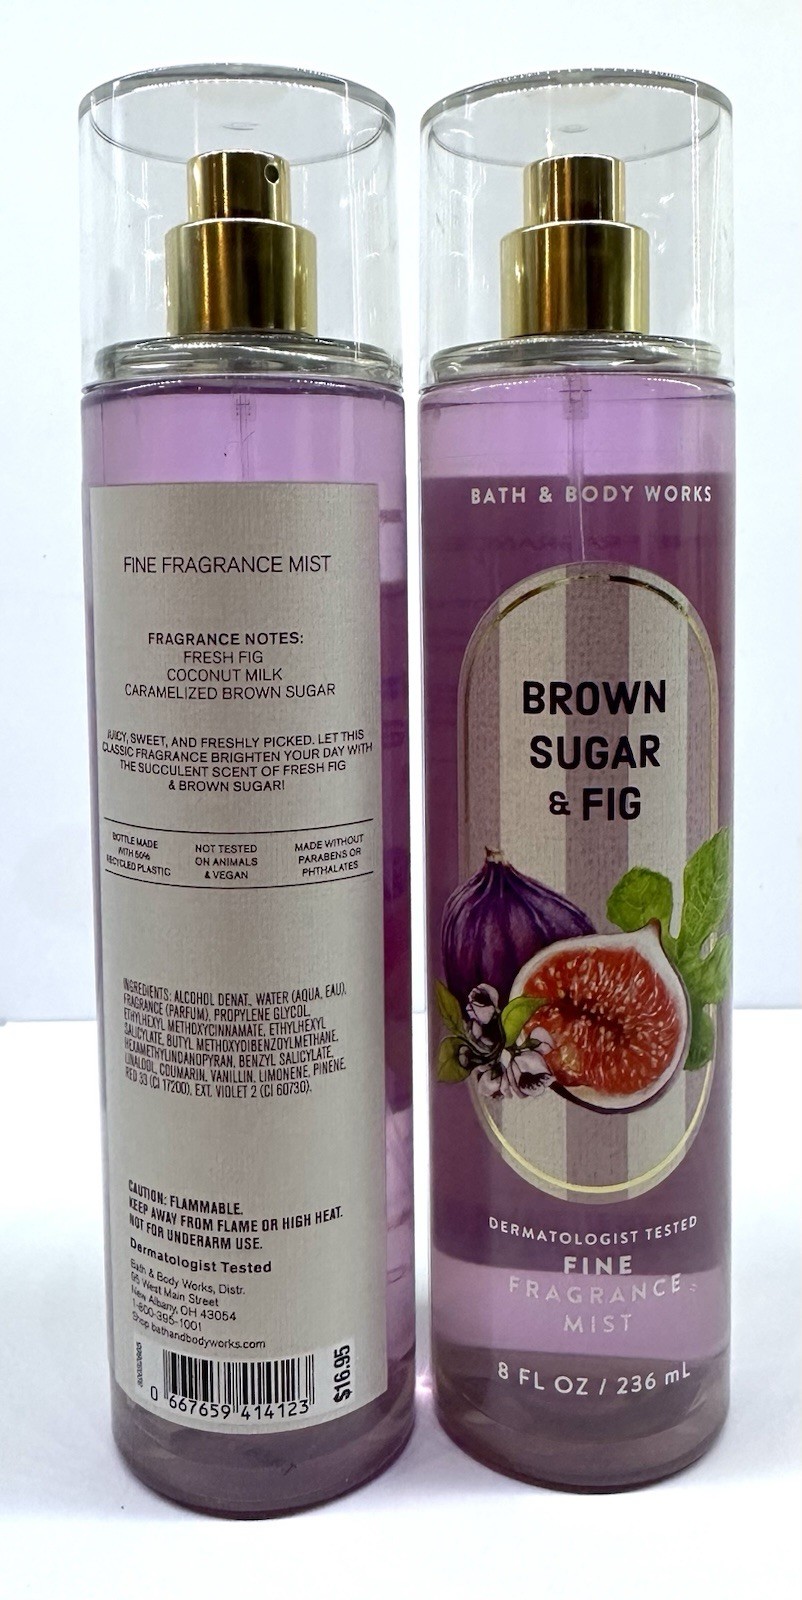 FINE FRAGRANCE MIST
FRAGRANCE NOTES:
FRESH FIG
COCONUT MILK
CARAMELIZED BROWN SUGAR
JUICY, SWEET, AND FRESHLY PICKED. LET THIS
CLASSIC FRAGRANCE BRIGHTEN YOUR DAY WITH
THE SUCCULENT SCENT OF FRESH FIG
& BROWN SUGAR!
BOTTLE MADE
WITH 50%
RECYCLED PLASTIC
NOT TESTED
ON ANIMALS
& VEGAN
MADE WITHOUT
PARABENS OR
PHTHALATES
INGREDIENTS: ALCOHOL DENAT., WATER (AQUA, EAU),
FRAGRANCE (PARFUM), PROPYLENE GLYCOL,
ETHYLHEXYL METHOXYCINNAMATE, ETHYLHEXYL
SALICYLATE, BUTYL METHOXYDIBENZOYLMETHANE,
HEXAMETHYLINDANOPYRAN, BENZYL SALICYLATE,
LINALOOL, COUMARIN, VANILLIN, LIMONENE, PINENE,
RED 33 (CI 17200), EXT. VIOLET 2 (CI 60730).
CAUTION: FLAMMABLE.
KEEP AWAY FROM FLAME OR HIGH HEAT.
NOT FOR UNDERARM USE.
Dermatologist Tested
Bath & Body Works, Distr.
95 West Main Street
New Albany, OH 43054
1-800-395-1001
Shop bathandbodyworks.com
0 667659 414123
$16.95
BATH & BODY WORKS
BROWN
SUGAR
& FIG
DERMATOLOGIST TESTED
FINE
FRAGRANCE
MIST
8 FL OZ / 236 mL